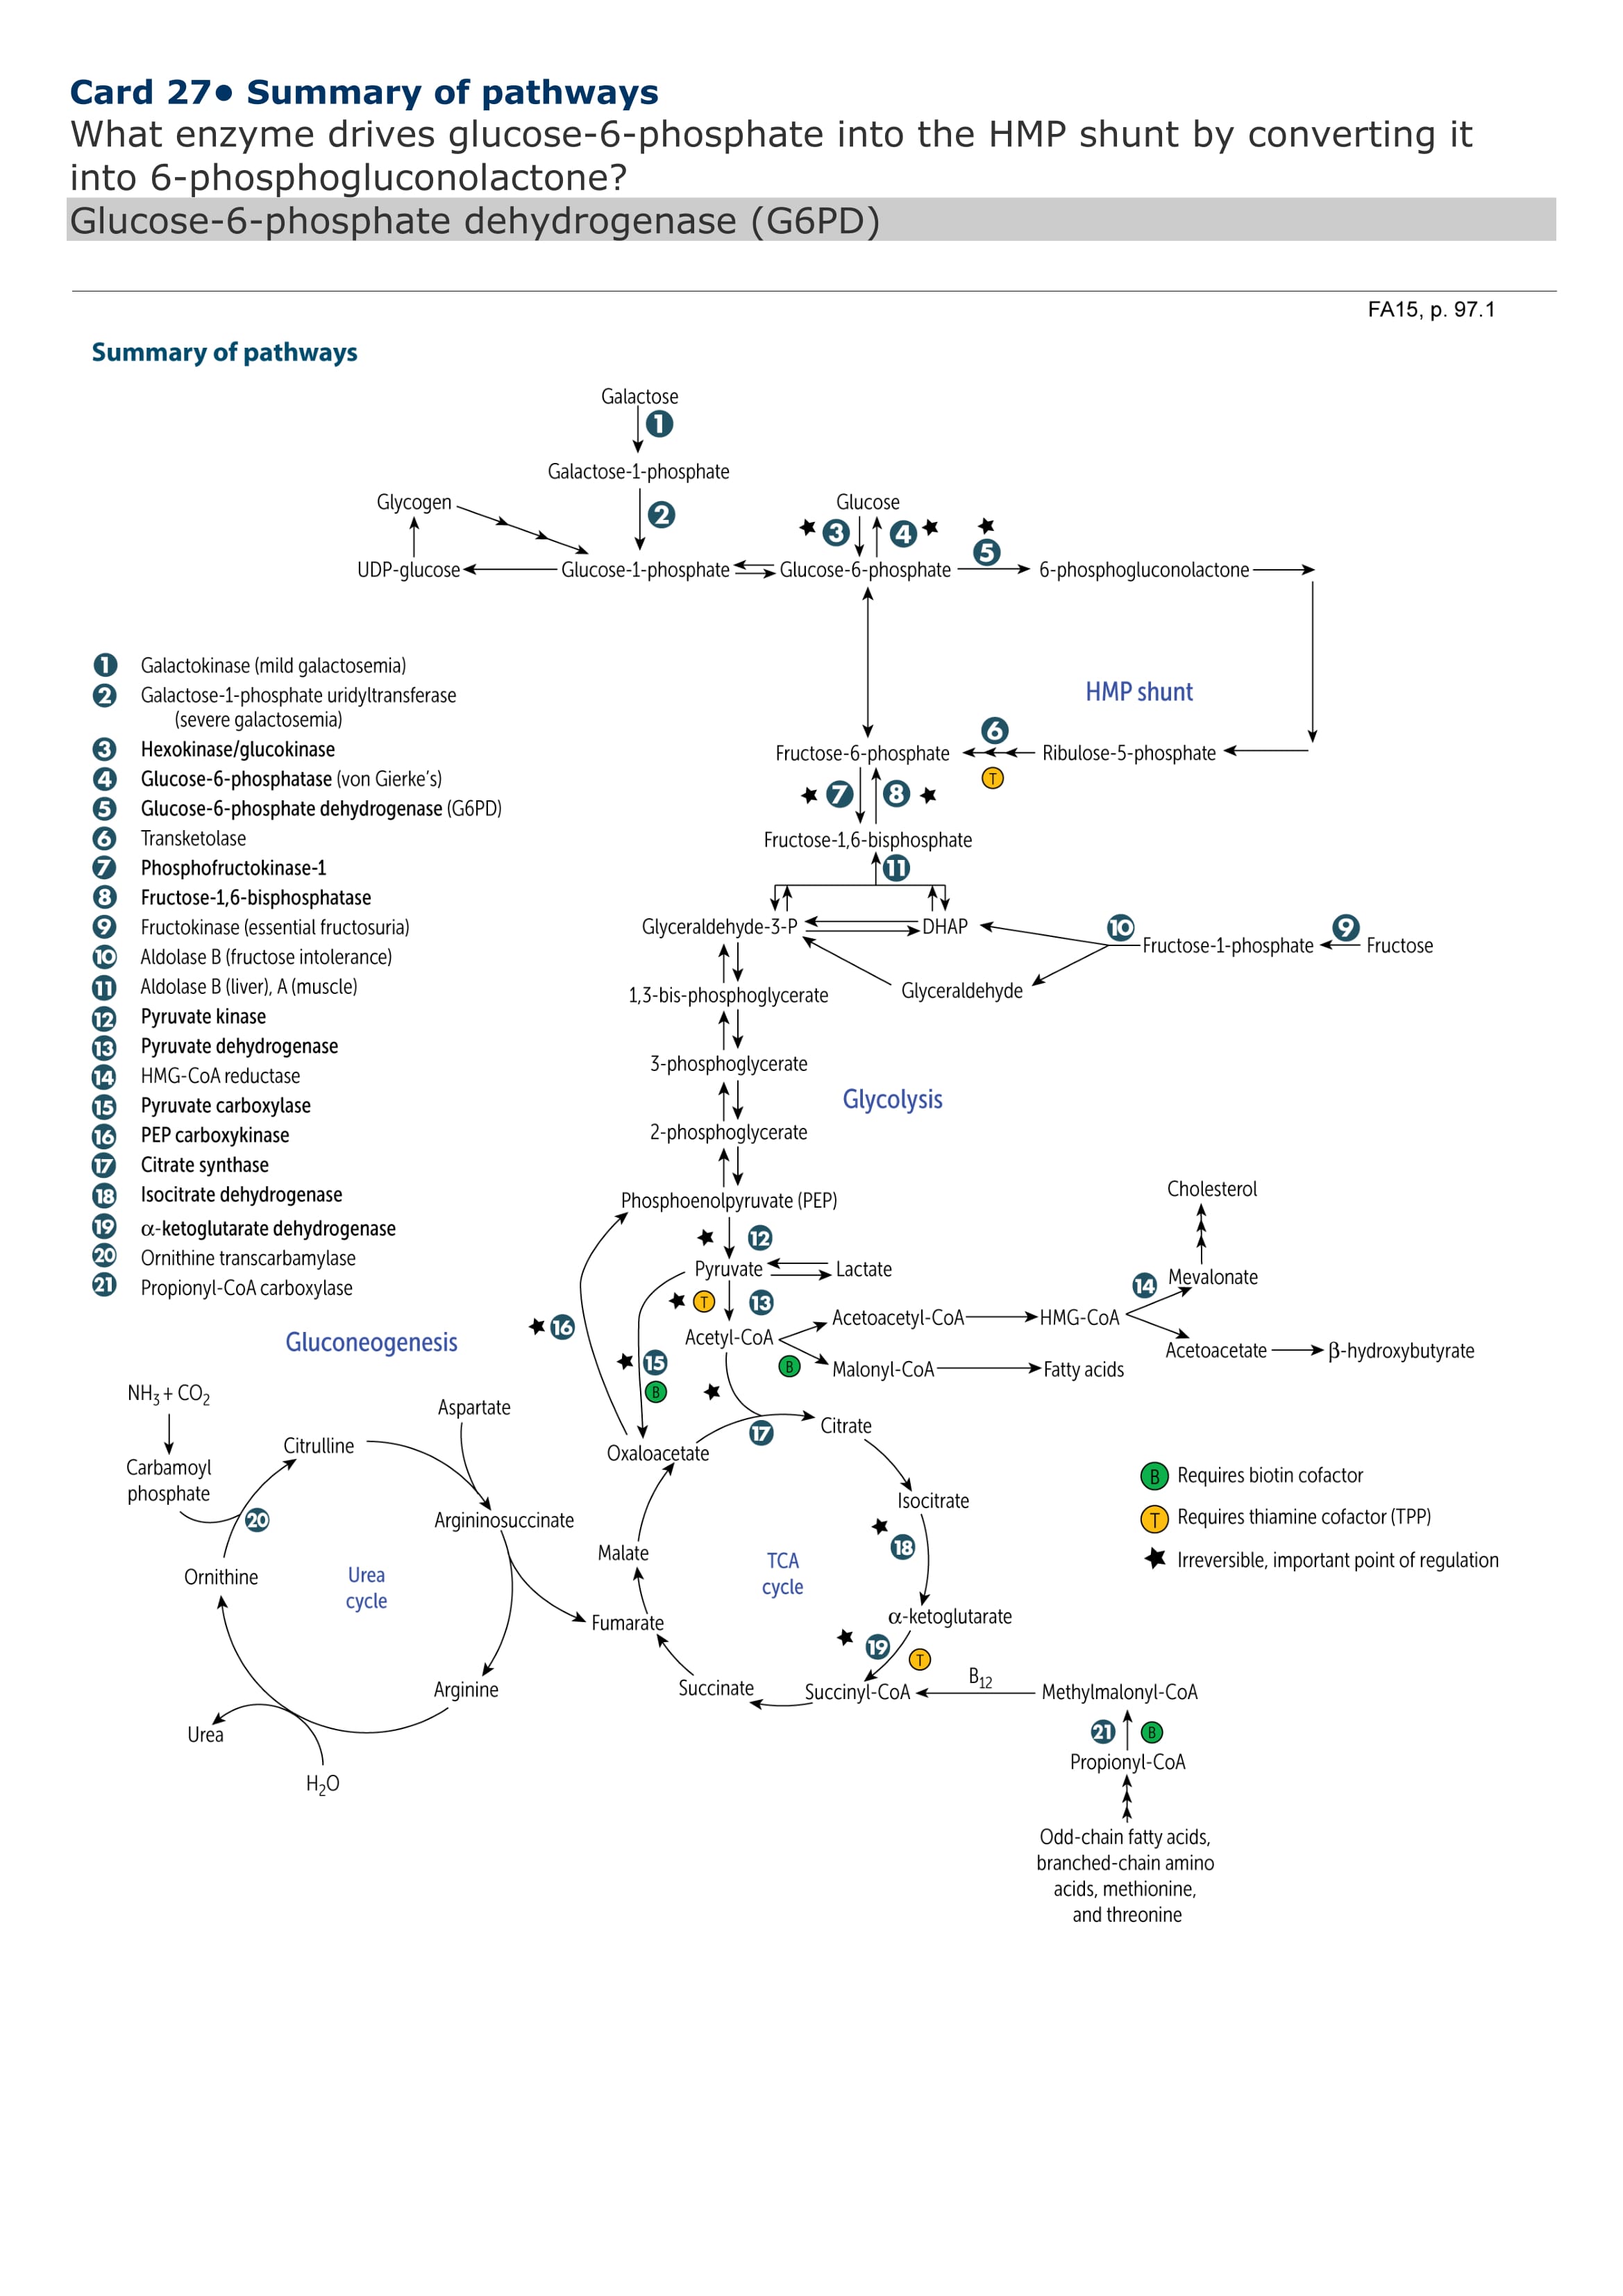 Card 27• Summary of pathways
What enzyme drives glucose-6-phosphate into the HMP shunt by converting it
into 6-phosphogluconolactone?
Glucose-6-phosphate dehydrogenase (G6PD)
FA15, p. 97.1
Summary of pathways
Galactose
1
Galactose-1-phosphate
Glycogen
2
Glucose
3 4
5
UDP-glucose
Glucose-1-phosphate
Glucose-6-phosphate
6-phosphogluconolactone
1 Galactokinase (mild galactosemia)
2 Galactose-1-phosphate uridyltransferase
(severe galactosemia)
3 Hexokinase/glucokinase
4 Glucose-6-phosphatase (von Gierke's)
5 Glucose-6-phosphate dehydrogenase (G6PD)
6 Transketolase
7 Phosphofructokinase-1
8 Fructose-1,6-bisphosphatase
9 Fructokinase (essential fructosuria)
10 Aldolase B (fructose intolerance)
11 Aldolase B (liver), A (muscle)
12 Pyruvate kinase
13 Pyruvate dehydrogenase
14 HMG-CoA reductase
15 Pyruvate carboxylase
16 PEP carboxykinase
17 Citrate synthase
18 Isocitrate dehydrogenase
19 α-ketoglutarate dehydrogenase
20 Ornithine transcarbamylase
21 Propionyl-CoA carboxylase
HMP shunt
Fructose-6-phosphate
6
T
Ribulose-5-phosphate
7 8
Fructose-1,6-bisphosphate
11
Glyceraldehyde-3-P
DHAP
10
Fructose-1-phosphate
9
Fructose
Glyceraldehyde
1,3-bis-phosphoglycerate
3-phosphoglycerate
Glycolysis
2-phosphoglycerate
Phosphoenolpyruvate (PEP)
12
Pyruvate
Lactate
T 13
Acetyl-CoA
Acetoacetyl-CoA
HMG-CoA
14
Mevalonate
Cholesterol
Acetoacetate
β-hydroxybutyrate
B
Malonyl-CoA
Fatty acids
16
15
B
Gluconeogenesis
NH3 + CO2
Carbamoyl
phosphate
Citrulline
Aspartate
20
Argininosuccinate
Ornithine
Urea
cycle
Arginine
Urea
H2O
Oxaloacetate
17
Citrate
Isocitrate
18
Malate
TCA
cycle
α-ketoglutarate
Fumarate
19
T
Succinate
Succinyl-CoA
B12
Methylmalonyl-CoA
21 B
Propionyl-CoA
Odd-chain fatty acids,
branched-chain amino
acids, methionine,
and threonine
B Requires biotin cofactor
T Requires thiamine cofactor (TPP)
Irreversible, important point of regulation